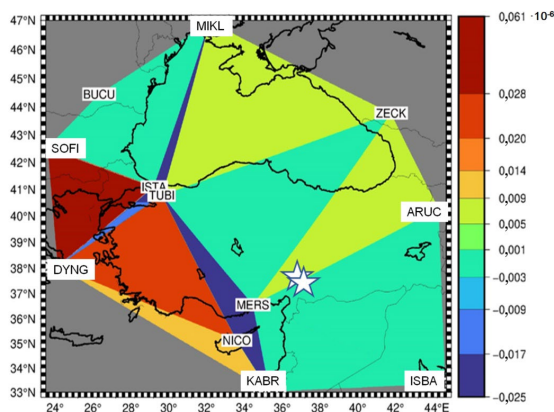 47°N
46°N
45°N
44°N
43°N
42°N
41°N
40°N
39°N
38°N
37°N
36°N
35°N
34°N
33°N
MIKL
BUCU
ZECK
SOFI
ISTA
TUBI
ARUC
DYNG
MERS
NICO
KABR
ISBA
24°E 26°E 28°E 30°E 32°E 34°E 36°E 38°E 40°E 42°E 44°E
0,061 ·10⁻⁶
0,028
0,020
0,014
0,009
0,005
0,001
−0,003
−0,009
−0,017
−0,025